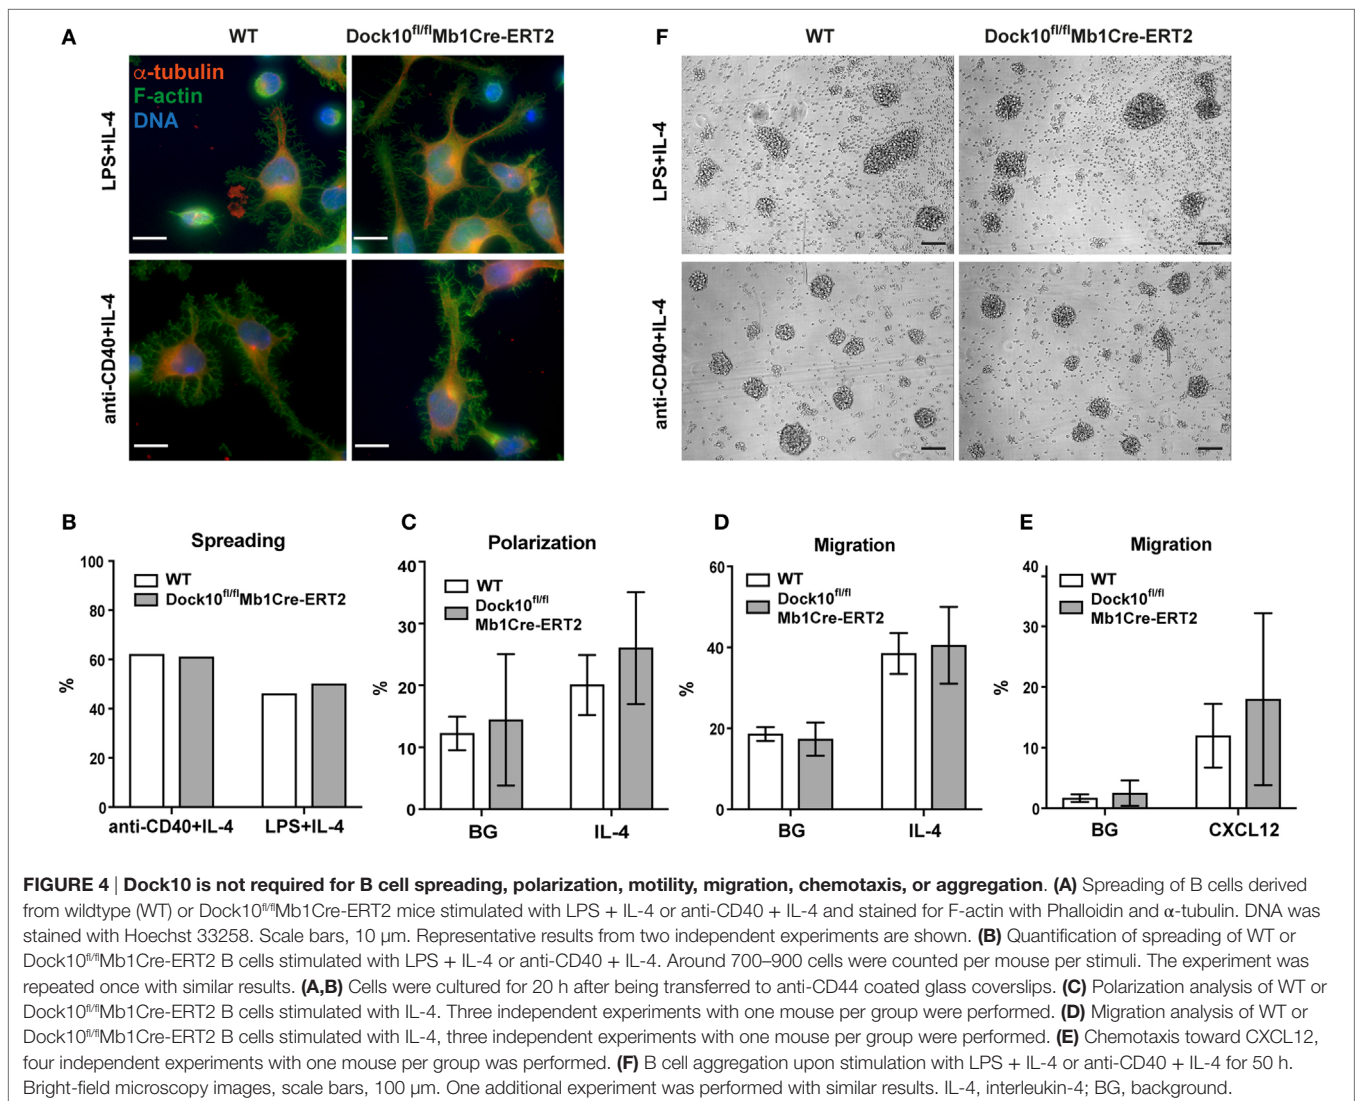 A
WT
Dock10fl/flMb1Cre-ERT2
α-tubulin
F-actin
DNA
LPS+IL-4
anti-CD40+IL-4
F
WT
Dock10fl/flMb1Cre-ERT2
LPS+IL-4
anti-CD40+IL-4
B
Spreading
100
80
60
40
20
0
%
WT
Dock10fl/flMb1Cre-ERT2
anti-CD40+IL-4
LPS+IL-4
C
Polarization
40
30
20
10
0
%
WT
Dock10fl/fl
Mb1Cre-ERT2
BG
IL-4
D
Migration
60
40
20
0
%
WT
Dock10fl/fl
Mb1Cre-ERT2
BG
IL-4
E
Migration
40
30
20
10
0
%
WT
Dock10fl/fl
Mb1Cre-ERT2
BG
CXCL12
FIGURE 4 | Dock10 is not required for B cell spreading, polarization, motility, migration, chemotaxis, or aggregation. (A) Spreading of B cells derived
from wildtype (WT) or Dock10fl/flMb1Cre-ERT2 mice stimulated with LPS + IL-4 or anti-CD40 + IL-4 and stained for F-actin with Phalloidin and α-tubulin. DNA was
stained with Hoechst 33258. Scale bars, 10 μm. Representative results from two independent experiments are shown. (B) Quantification of spreading of WT or
Dock10fl/flMb1Cre-ERT2 B cells stimulated with LPS + IL-4 or anti-CD40 + IL-4. Around 700–900 cells were counted per mouse per stimuli. The experiment was
repeated once with similar results. (A,B) Cells were cultured for 20 h after being transferred to anti-CD44 coated glass coverslips. (C) Polarization analysis of WT or
Dock10fl/flMb1Cre-ERT2 B cells stimulated with IL-4. Three independent experiments with one mouse per group were performed. (D) Migration analysis of WT or
Dock10fl/flMb1Cre-ERT2 B cells stimulated with IL-4, three independent experiments with one mouse per group were performed. (E) Chemotaxis toward CXCL12,
four independent experiments with one mouse per group was performed. (F) B cell aggregation upon stimulation with LPS + IL-4 or anti-CD40 + IL-4 for 50 h.
Bright-field microscopy images, scale bars, 100 μm. One additional experiment was performed with similar results. IL-4, interleukin-4; BG, background.